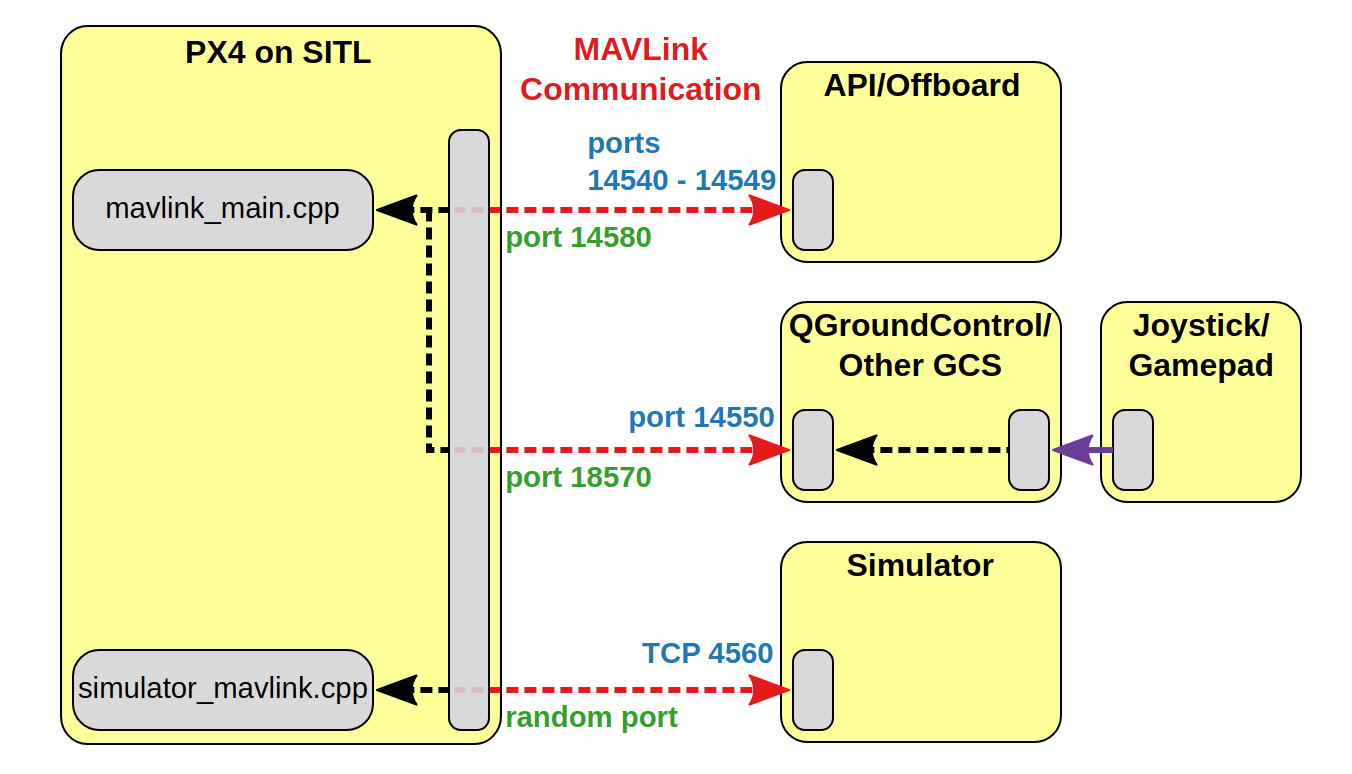 PX4 on SITL
MAVLink
Communication
API/Offboard
ports
14540 - 14549
mavlink_main.cpp
port 14580
QGroundControl/
Other GCS
Joystick/
Gamepad
port 14550
port 18570
Simulator
TCP 4560
simulator_mavlink.cpp
random port